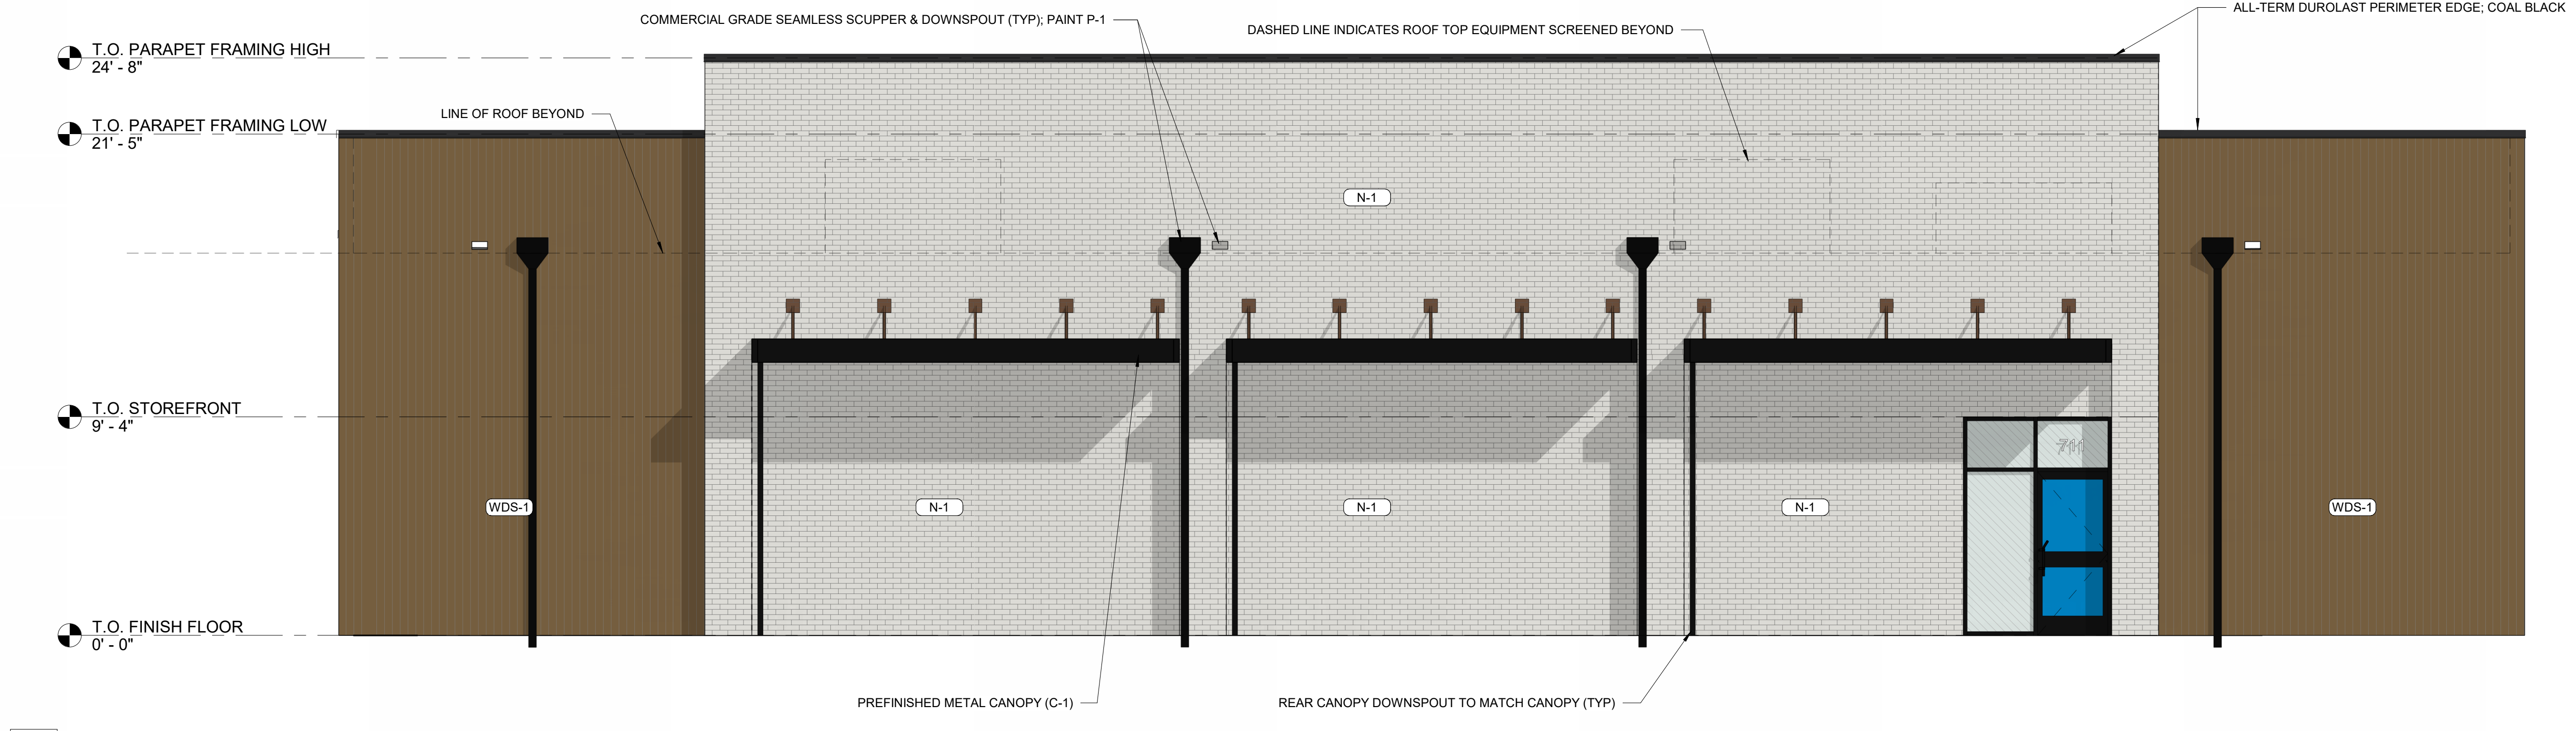 ALL-TERM DUROLAST PERIMETER EDGE; COAL BLACK
COMMERCIAL GRADE SEAMLESS SCUPPER & DOWNSPOUT (TYP); PAINT P-1
DASHED LINE INDICATES ROOF TOP EQUIPMENT SCREENED BEYOND
T.O. PARAPET FRAMING HIGH
24' - 8"
LINE OF ROOF BEYOND
T.O. PARAPET FRAMING LOW
21' - 5"
N-1
T.O. STOREFRONT
9' - 4"
711
WDS-1
N-1
N-1
N-1
WDS-1
T.O. FINISH FLOOR
0' - 0"
PREFINISHED METAL CANOPY (C-1)
REAR CANOPY DOWNSPOUT TO MATCH CANOPY (TYP)